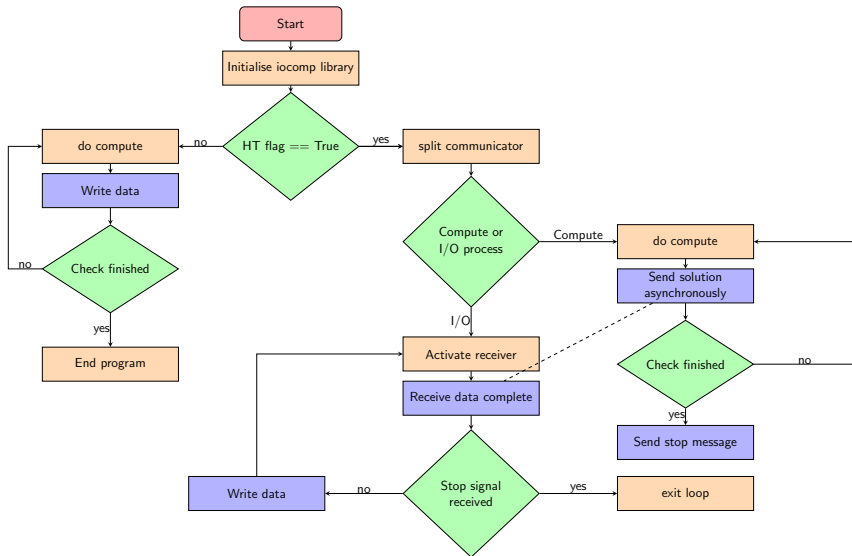 Start
Initialise iocomp library
HT flag == True
no
yes
do compute
split communicator
Write data
Check finished
no
yes
End program
Compute or
I/O process
Compute
I/O
do compute
Send solution
asynchronously
Check finished
no
yes
Send stop message
Activate receiver
Receive data complete
Stop signal
received
no
yes
Write data
exit loop